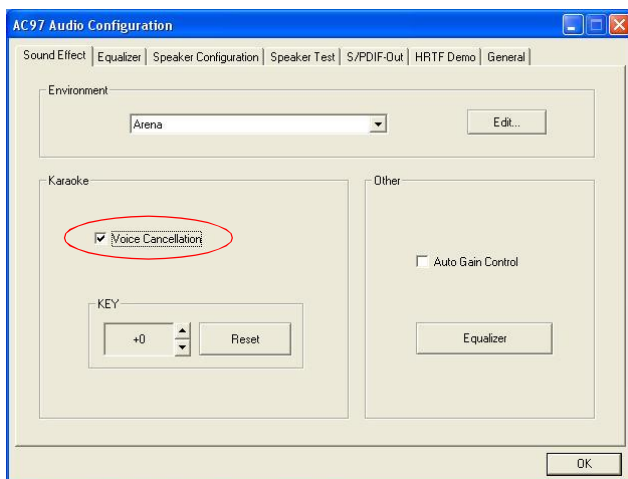 AC97 Audio Configuration
Sound Effect Equalizer Speaker Configuration Speaker Test S/PDIF-Out HRTF Demo General
Environment
Arena Edit...
Karaoke
Voice Cancellation
KEY
+0 Reset
Other
Auto Gain Control
Equalizer
OK